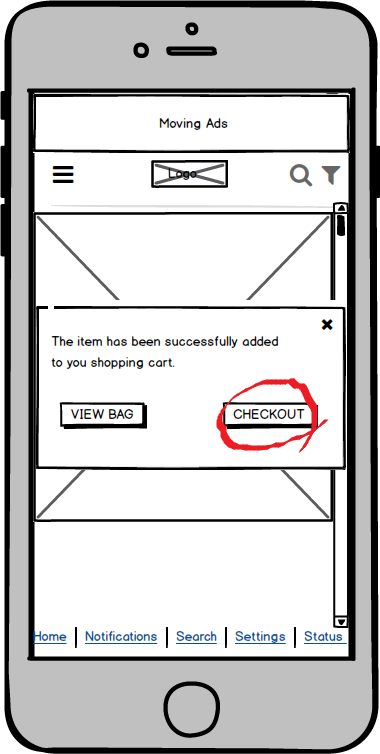 Moving Ads
Logo
The item has been successfully added
to you shopping cart.
VIEW BAG CHECKOUT
Home Notifications Search Settings Status